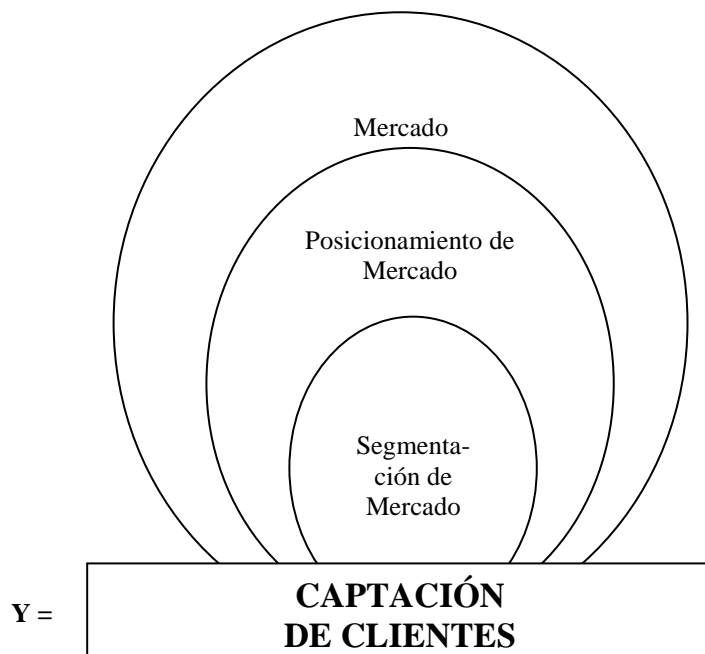 Mercado
Posicionamiento de
Mercado
Segmenta-
ción de
Mercado
Y =
CAPTACIÓN
DE CLIENTES